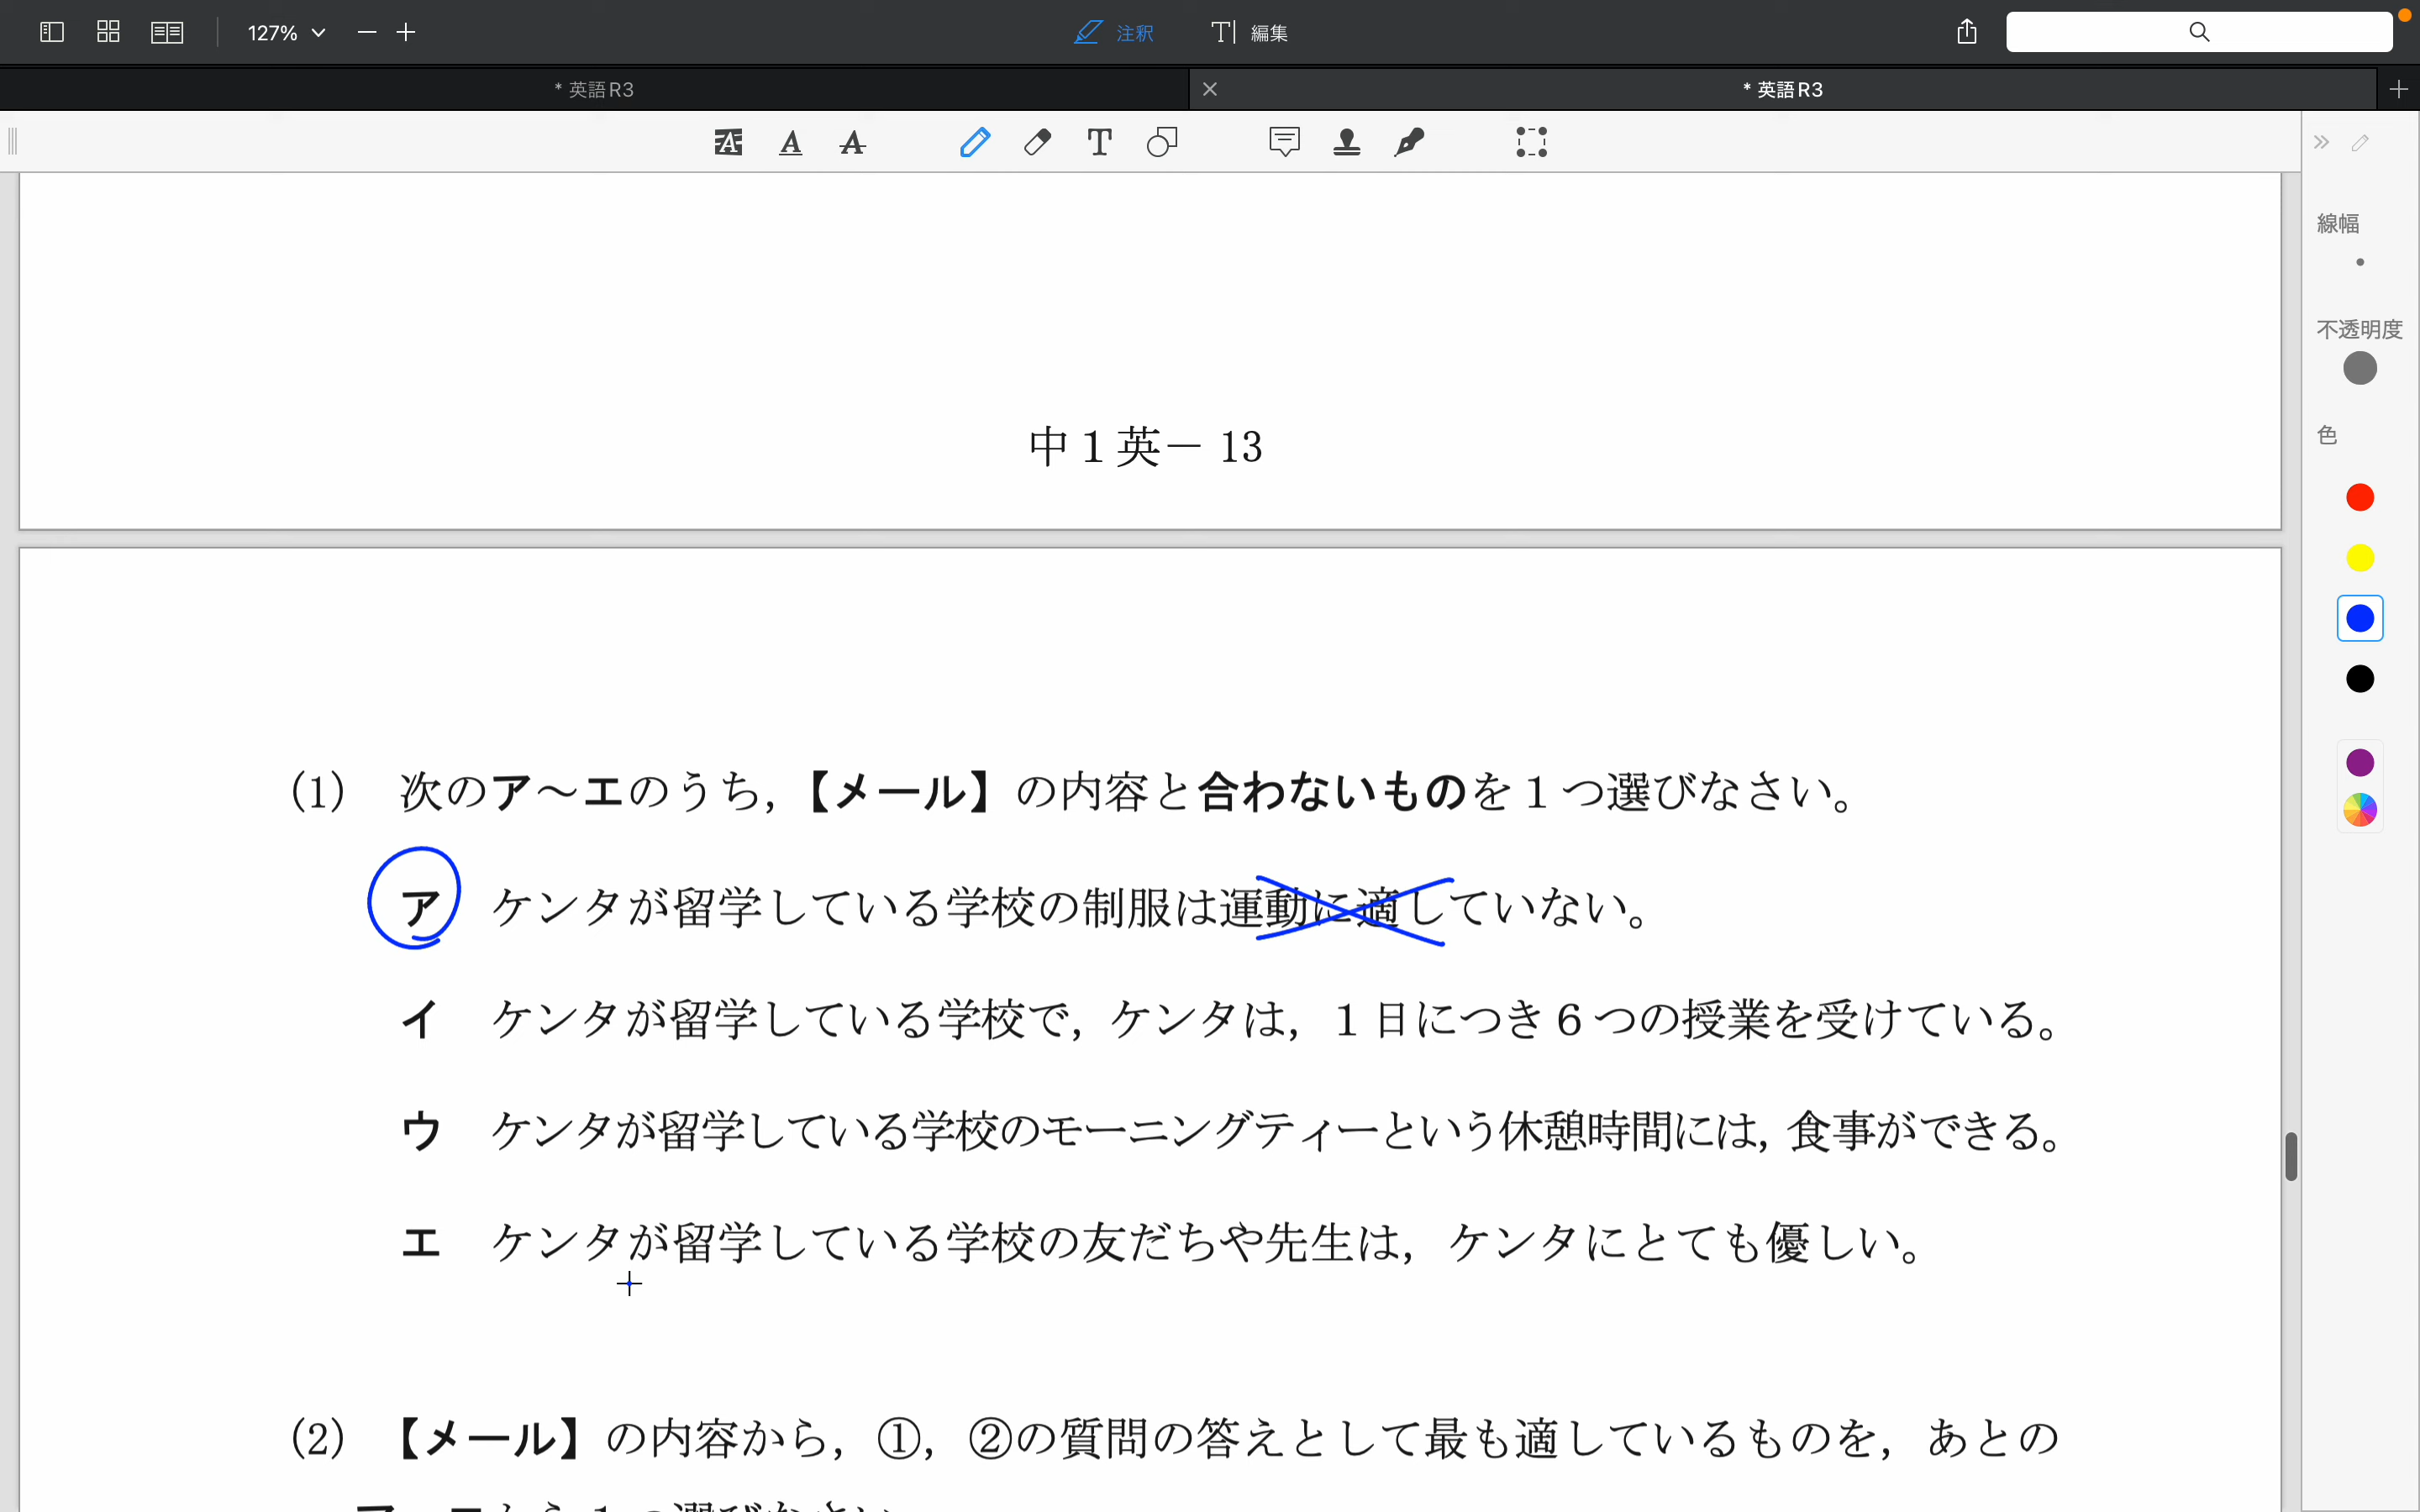 127%
注釈
編集
* 英語R3
* 英語R3
線幅
不透明度
色
中1英－13
(1) 次のア～エのうち，【メール】の内容と合わないものを1つ選びなさい。
ア ケンタが留学している学校の制服は運動に適していない。
イ ケンタが留学している学校で，ケンタは，1日につき6つの授業を受けている。
ウ ケンタが留学している学校のモーニングティーという休憩時間には，食事ができる。
エ ケンタが留学している学校の友だちや先生は，ケンタにとても優しい。
(2) 【メール】の内容から，①，②の質問の答えとして最も適しているものを，あとの